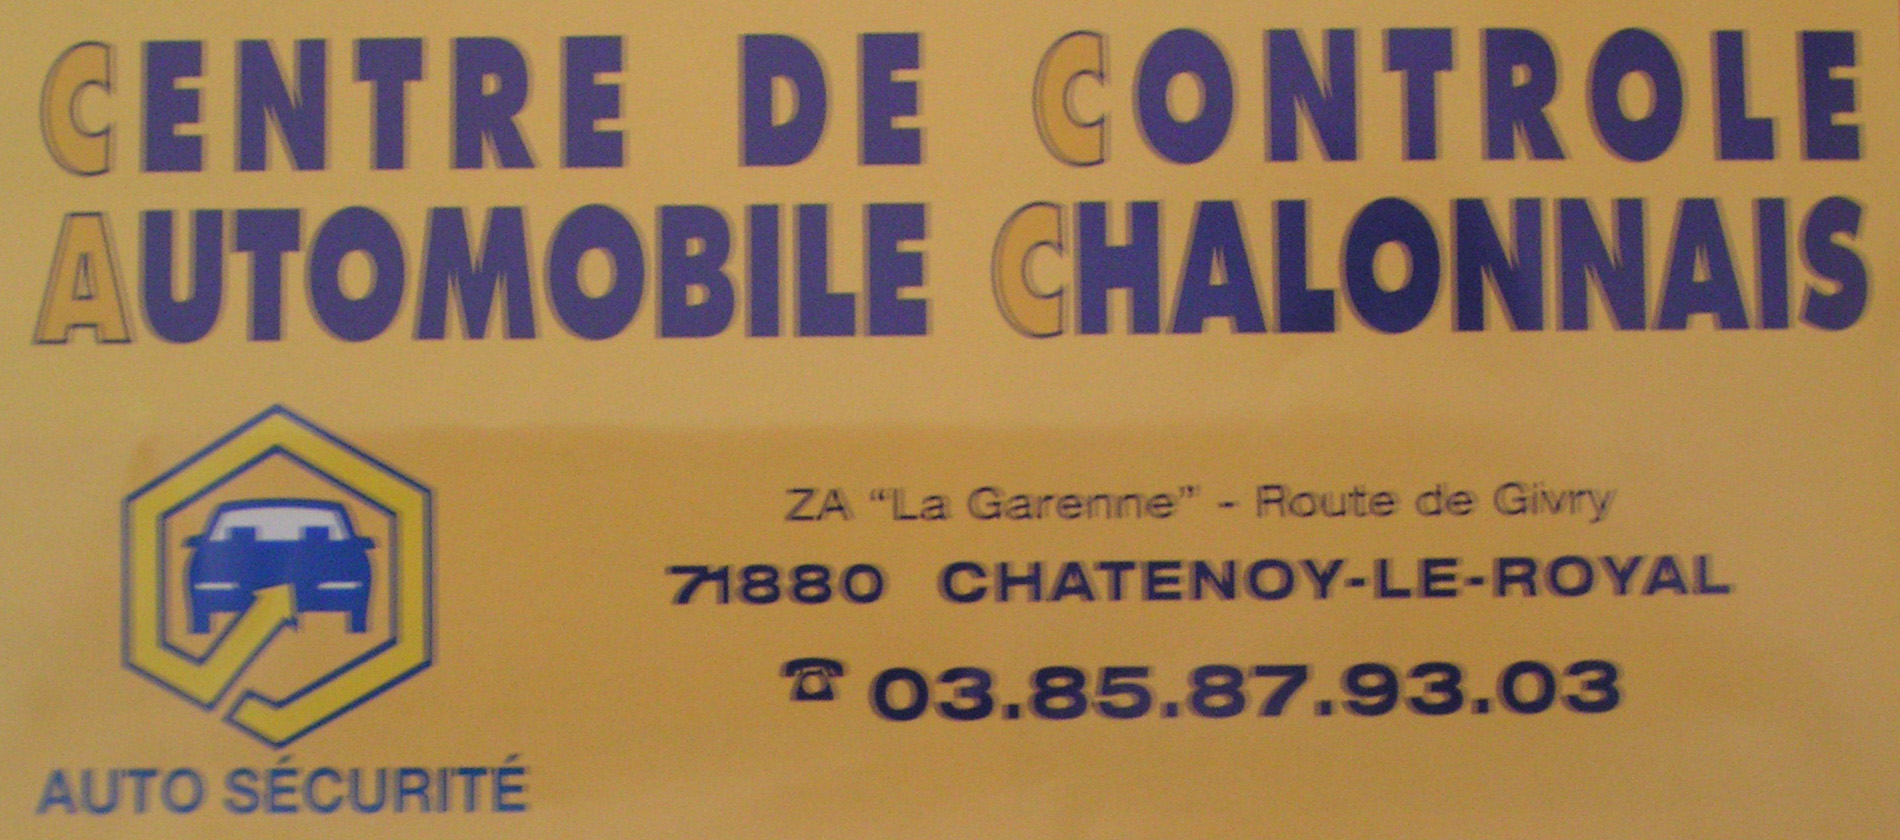 CENTRE DE CONTROLE
AUTOMOBILE CHALONNAIS
ZA “La Garenne” - Route de Givry
71880 CHATENOY-LE-ROYAL
☎ 03.85.87.93.03
AUTO SÉCURITÉ